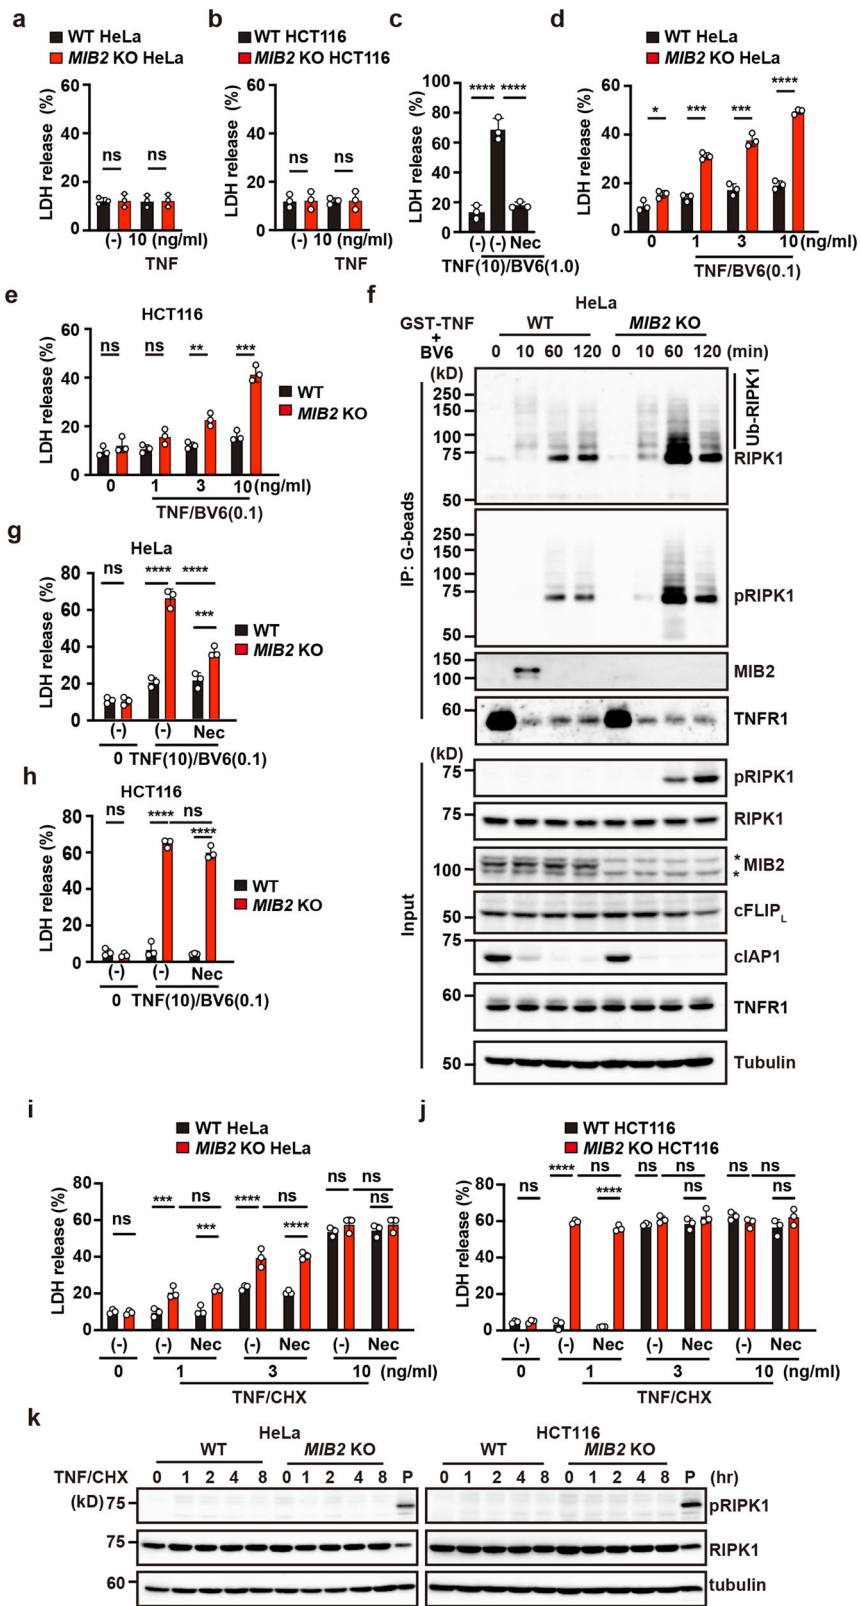 a
WT HeLa
MIB2 KO HeLa
LDH release (%)
60
40
20
0
ns ns
(-) 10 (ng/ml)
TNF
b
WT HCT116
MIB2 KO HCT116
LDH release (%)
60
40
20
0
ns ns
(-) 10 (ng/ml)
TNF
c
LDH release (%)
100
80
60
40
20
0
**** ****
(-) (-) Nec
TNF(10)/BV6(1.0)
d
WT HeLa
MIB2 KO HeLa
LDH release (%)
60
40
20
0
* *** *** ****
0 1 3 10 (ng/ml)
TNF/BV6(0.1)
e
HCT116
LDH release (%)
60
40
20
0
ns ns ** ***
WT
MIB2 KO
0 1 3 10 (ng/ml)
TNF/BV6(0.1)
f
HeLa
GST-TNF + BV6
WT MIB2 KO
0 10 60 120 0 10 60 120 (min)
(kD)
IP: G-beads
250
150
100
75
50
Ub-RIPK1
RIPK1
250
150
100
75
50
pRIPK1
150
100
MIB2
60
TNFR1
(kD)
Input
75
pRIPK1
75
RIPK1
100
* MIB2
*
50
cFLIPL
75
cIAP1
60
TNFR1
50
Tubulin
g
HeLa
LDH release (%)
80
60
40
20
0
ns **** ****
***
WT
MIB2 KO
(-) (-) Nec
0 TNF(10)/BV6(0.1)
h
HCT116
LDH release (%)
80
60
40
20
0
ns **** ns
****
WT
MIB2 KO
(-) (-) Nec
0 TNF(10)/BV6(0.1)
i
WT HeLa
MIB2 KO HeLa
LDH release (%)
80
60
40
20
0
ns *** ns **** ns ns ns
*** **** ns
(-) (-) Nec (-) Nec (-) Nec
0 1 3 10 (ng/ml)
TNF/CHX
j
WT HCT116
MIB2 KO HCT116
LDH release (%)
80
60
40
20
0
**** ns ns ns ns ns
ns **** ns ns
(-) (-) Nec (-) Nec (-) Nec
0 1 3 10 (ng/ml)
TNF/CHX
k
HeLa HCT116
WT MIB2 KO WT MIB2 KO
TNF/CHX 0 1 2 4 8 0 1 2 4 8 P 0 1 2 4 8 0 1 2 4 8 P (hr)
(kD) 75 pRIPK1
75 RIPK1
60 tubulin